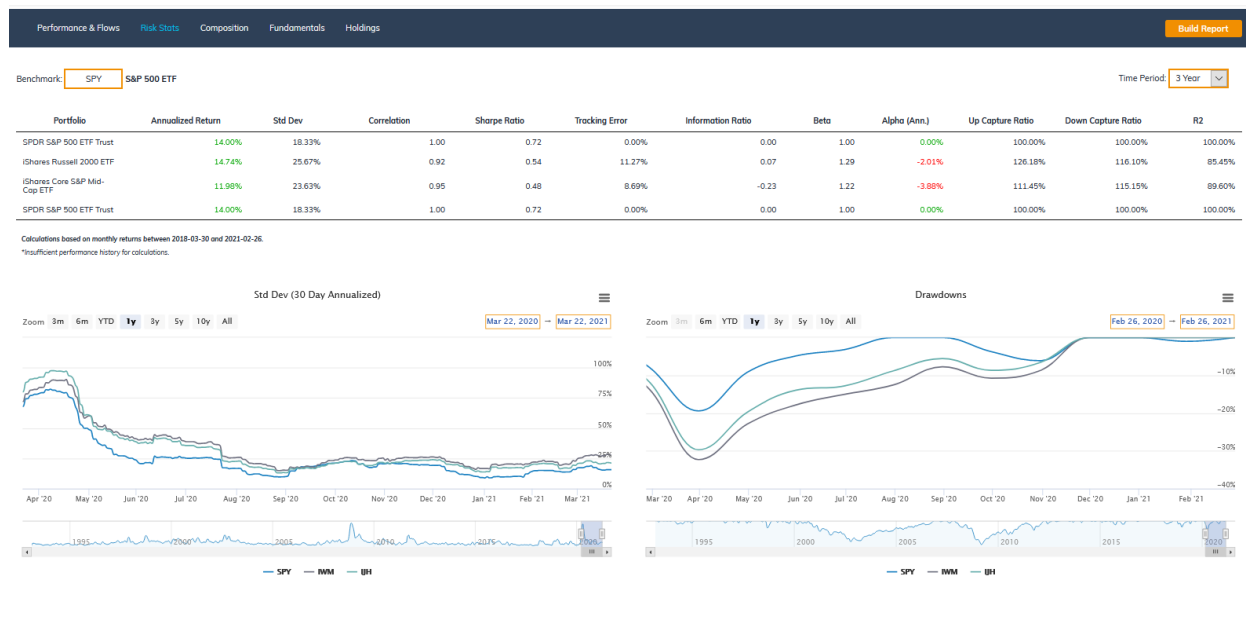 Performance & Flows Risk Stats Composition Fundamentals Holdings Build Report
Benchmark: SPY S&P 500 ETF Time Period: 3 Year
Portfolio Annualized Return Std Dev Correlation Sharpe Ratio Tracking Error Information Ratio Beta Alpha (Ann.) Up Capture Ratio Down Capture Ratio R2
SPDR S&P 500 ETF Trust 14.00% 18.33% 1.00 0.72 0.00% 0.00 1.00 0.00% 100.00% 100.00% 100.00%
iShares Russell 2000 ETF 14.74% 25.67% 0.92 0.54 11.27% 0.07 1.29 -2.01% 126.18% 116.10% 85.45%
iShares Core S&P Mid-
Cap ETF 11.98% 23.63% 0.95 0.48 8.69% -0.23 1.22 -3.88% 111.45% 115.15% 89.60%
SPDR S&P 500 ETF Trust 14.00% 18.33% 1.00 0.72 0.00% 0.00 1.00 0.00% 100.00% 100.00% 100.00%
Calculations based on monthly returns between 2018-03-30 and 2021-02-26.
*Insufficient performance history for calculations.
Std Dev (30 Day Annualized)
Zoom 3m 6m YTD 1y 3y 5y 10y All Mar 22, 2020 → Mar 22, 2021
100%
75%
50%
25%
0%
Apr '20 May '20 Jun '20 Jul '20 Aug '20 Sep '20 Oct '20 Nov '20 Dec '20 Jan '21 Feb '21 Mar '21
1995 2000 2005 2010 2015 2020
SPY IWM IJH
Drawdowns
Zoom 3m 6m YTD 1y 3y 5y 10y All Feb 26, 2020 → Feb 26, 2021
-10%
-20%
-30%
-40%
Mar '20 Apr '20 May '20 Jun '20 Jul '20 Aug '20 Sep '20 Oct '20 Nov '20 Dec '20 Jan '21 Feb '21
1995 2000 2005 2010 2015 2020
SPY IWM IJH